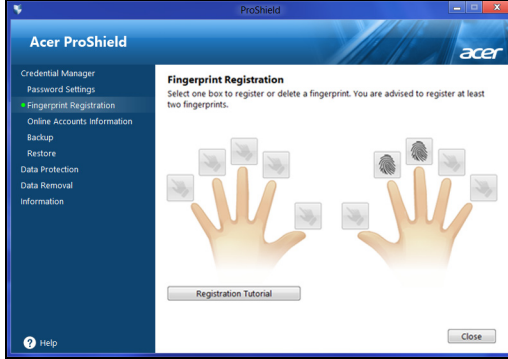 ProShield
Acer ProShield
acer
Credential Manager
Password Settings
Fingerprint Registration
Online Accounts Information
Backup
Restore
Data Protection
Data Removal
Information
Help
Fingerprint Registration
Select one box to register or delete a fingerprint. You are advised to register at least
two fingerprints.
Registration Tutorial
Close